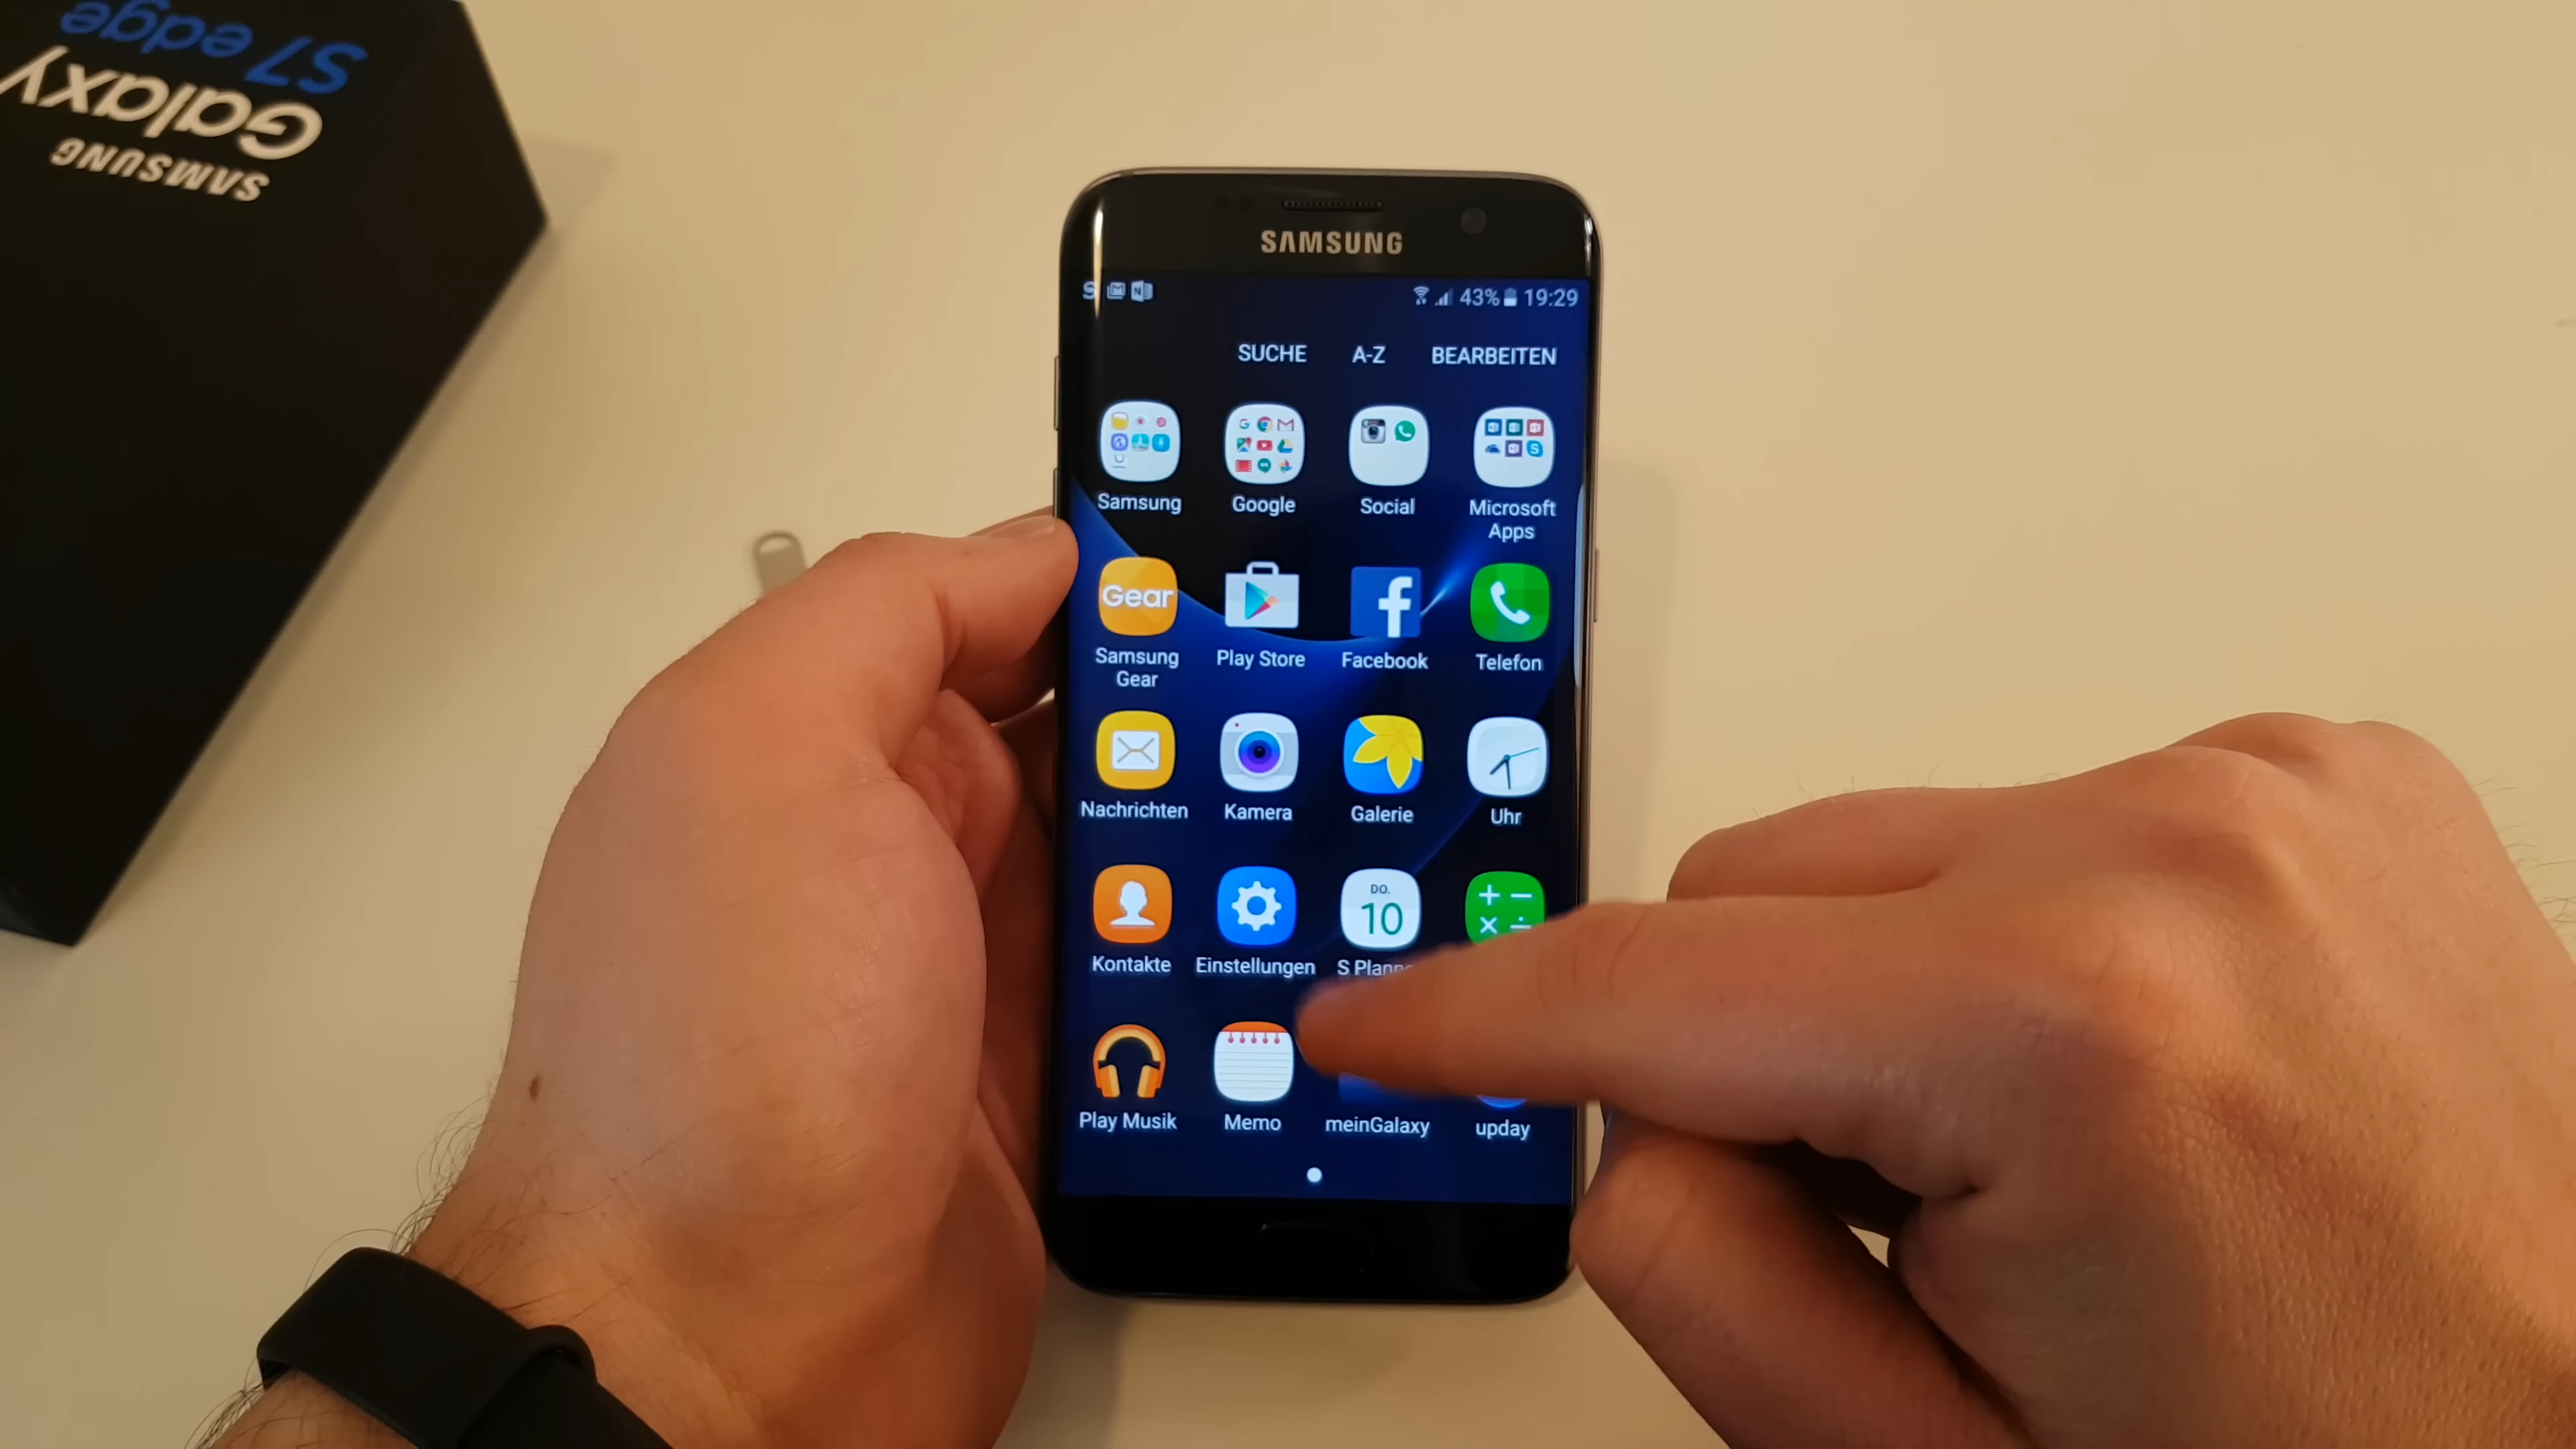 SAMSUNG
Galaxy
S7 edge
SAMSUNG
43% 19:29
SUCHE A-Z BEARBEITEN
Samsung Google Social Microsoft
Apps
Gear
Samsung Play Store Facebook Telefon
Gear
Nachrichten Kamera Galerie Uhr
DO.
10
Kontakte Einstellungen S
Play Musik Memo meinGalaxy upday